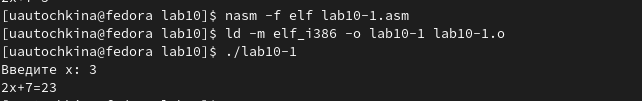 [uautochkina@fedora lab10]$ nasm -f elf lab10-1.asm
[uautochkina@fedora lab10]$ ld -m elf_i386 -o lab10-1 lab10-1.o
[uautochkina@fedora lab10]$ ./lab10-1
Введите x: 3
2x+7=23